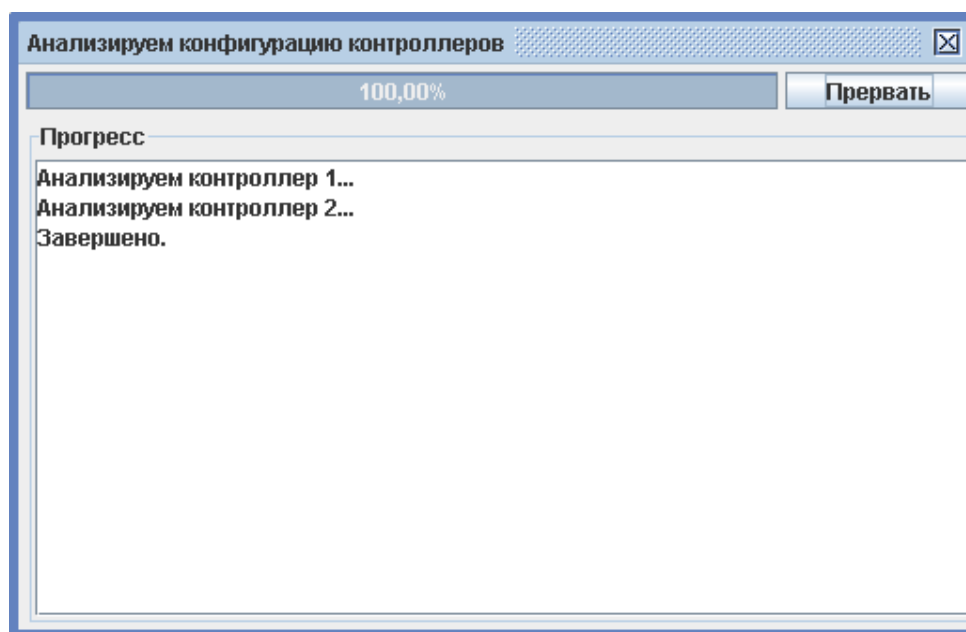 Анализируем конфигурацию контроллеров
100,00%
Прервать
Прогресс
Анализируем контроллер 1...
Анализируем контроллер 2...
Завершено.